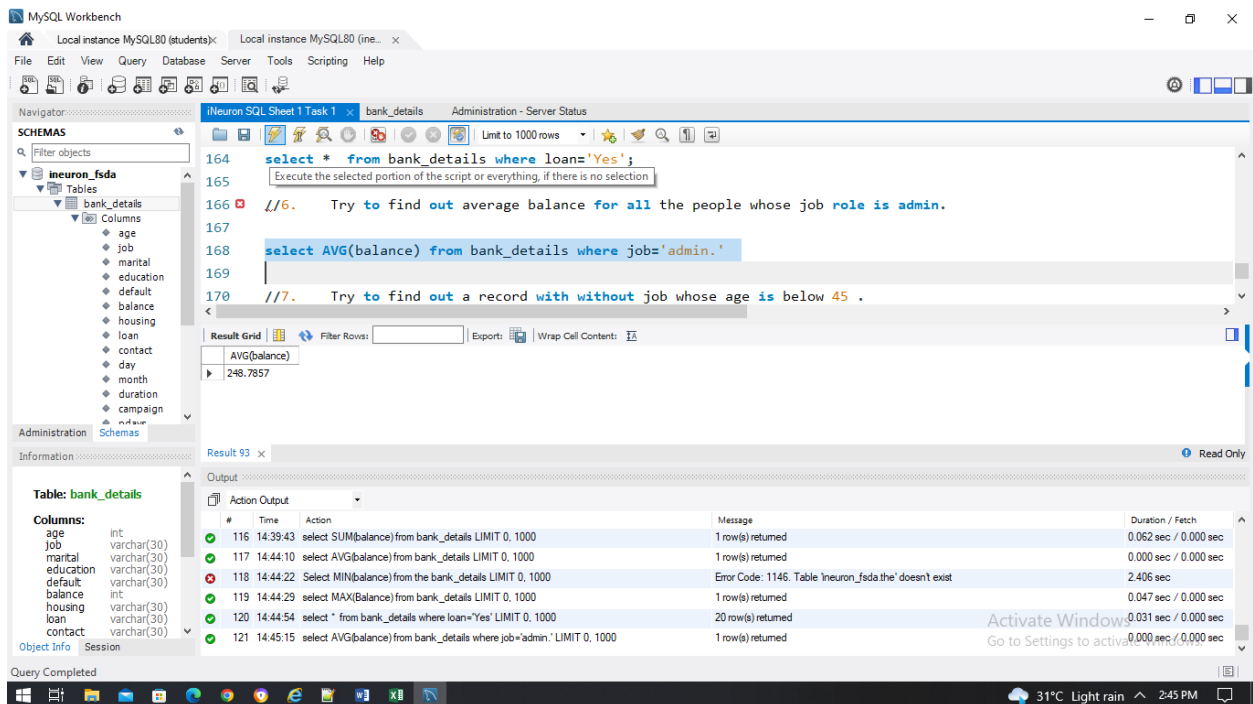 MySQL Workbench
Local instance MySQL80 (students)× Local instance MySQL80 (ine... ×
File Edit View Query Database Server Tools Scripting Help
Navigator
SCHEMAS
Filter objects
ineuron_fsda
Tables
bank_details
Columns
age
job
marital
education
default
balance
housing
loan
contact
day
month
duration
campaign
Administration Schemas
Information
Table: bank_details
Columns:
age int
job varchar(30)
marital varchar(30)
education varchar(30)
default varchar(30)
balance int
housing varchar(30)
loan varchar(30)
contact varchar(30)
Object Info Session
iNeuron SQL Sheet 1 Task 1 × bank_details Administration - Server Status
Limit to 1000 rows
164 select * from bank_details where loan='Yes';
Execute the selected portion of the script or everything, if there is no selection
165
166 //6. Try to find out average balance for all the people whose job role is admin.
167
168 select AVG(balance) from bank_details where job='admin.'
169
170 //7. Try to find out a record with without job whose age is below 45 .
Result Grid Filter Rows: Export: Wrap Cell Content:
AVG(balance)
248.7857
Result 93 × Read Only
Output
Action Output
# Time Action Message Duration / Fetch
116 14:39:43 select SUM(balance) from bank_details LIMIT 0, 1000 1 row(s) returned 0.062 sec / 0.000 sec
117 14:44:10 select AVG(balance) from bank_details LIMIT 0, 1000 1 row(s) returned 0.000 sec / 0.000 sec
118 14:44:22 Select MIN(balance) from the bank_details LIMIT 0, 1000 Error Code: 1146. Table 'ineuron_fsda.the' doesn't exist 2.406 sec
119 14:44:29 select MAX(balance) from bank_details LIMIT 0, 1000 1 row(s) returned 0.047 sec / 0.000 sec
120 14:44:54 select * from bank_details where loan='Yes' LIMIT 0, 1000 20 row(s) returned 0.031 sec / 0.000 sec
121 14:45:15 select AVG(balance) from bank_details where job='admin.' LIMIT 0, 1000 1 row(s) returned 0.000 sec / 0.000 sec
Activate Windows
Go to Settings to activate Windows.
Query Completed
31°C Light rain 2:45 PM